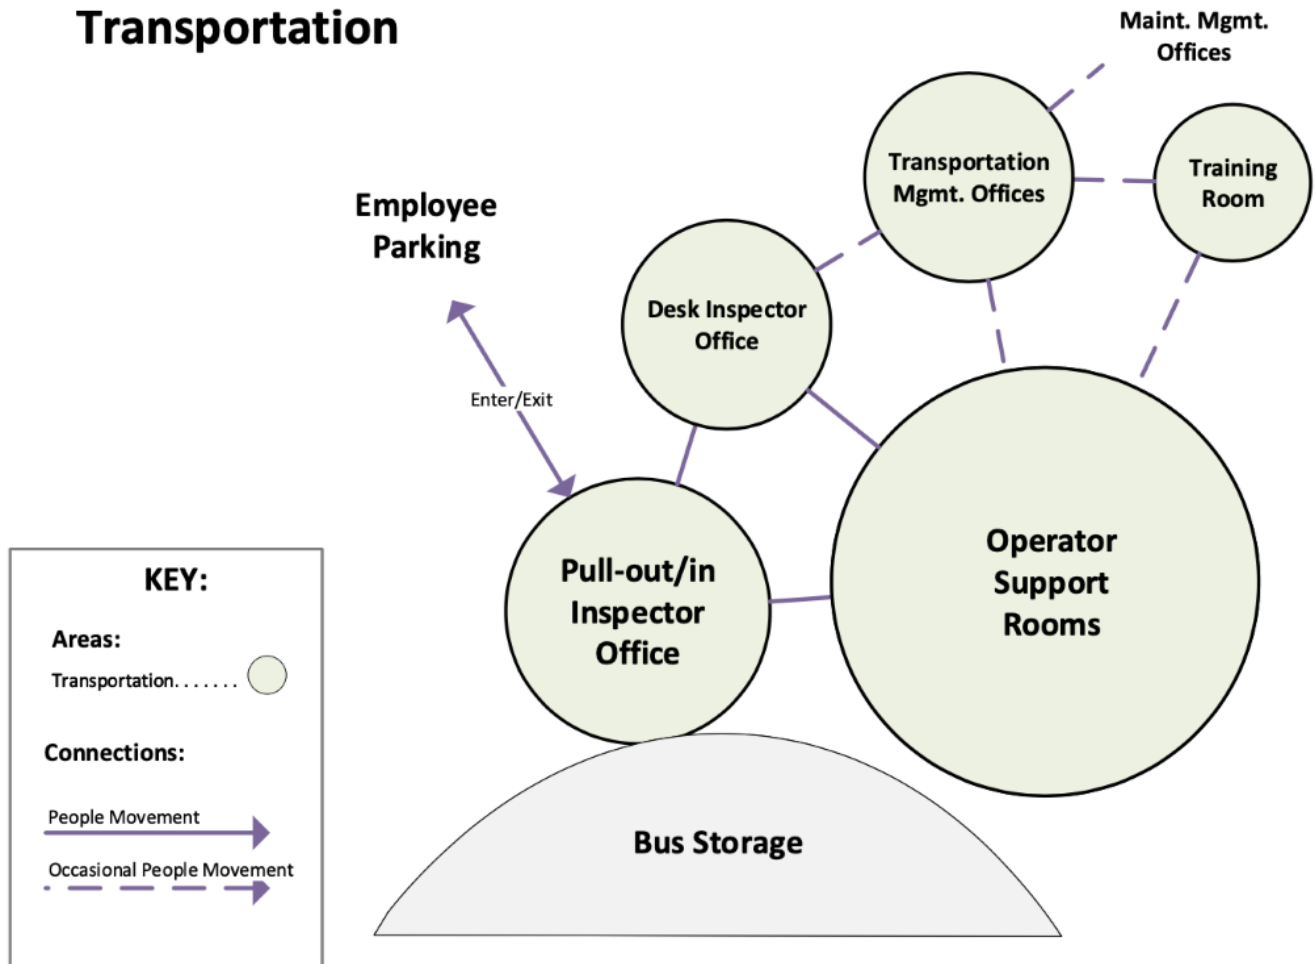 Transportation
Maint. Mgmt.
Offices
Transportation
Mgmt. Offices
Training
Room
Employee
Parking
Desk Inspector
Office
Enter/Exit
Pull-out/in
Inspector
Office
Operator
Support
Rooms
Bus Storage
KEY:
Areas:
Transportation.......
Connections:
People Movement
Occasional People Movement